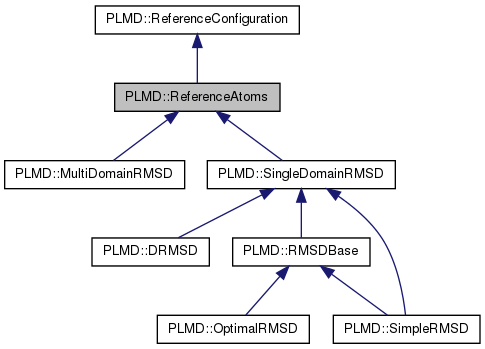 PLMD::ReferenceConfiguration
PLMD::ReferenceAtoms
PLMD::MultiDomainRMSD
PLMD::SingleDomainRMSD
PLMD::DRMSD
PLMD::RMSDBase
PLMD::OptimalRMSD
PLMD::SimpleRMSD